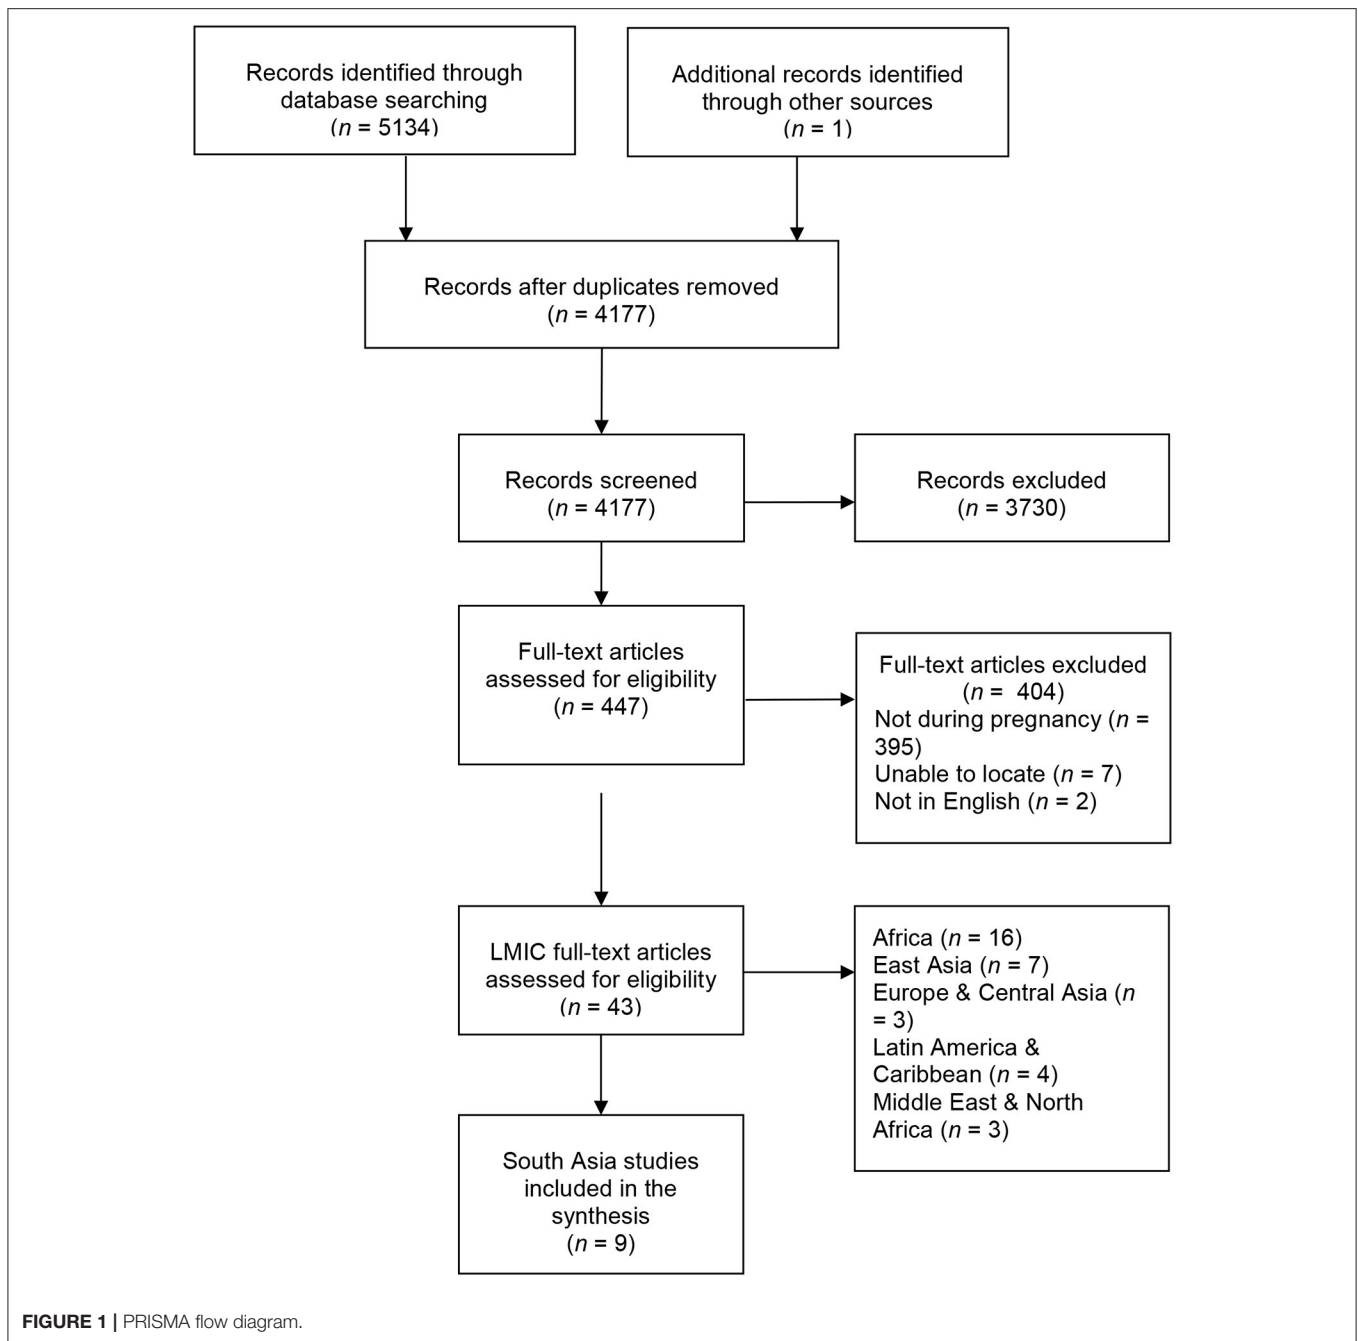 Records identified through
database searching
(n = 5134)
Additional records identified
through other sources
(n = 1)
Records after duplicates removed
(n = 4177)
Records screened
(n = 4177)
Records excluded
(n = 3730)
Full-text articles
assessed for eligibility
(n = 447)
Full-text articles excluded
(n = 404)
Not during pregnancy (n =
395)
Unable to locate (n = 7)
Not in English (n = 2)
LMIC full-text articles
assessed for eligibility
(n = 43)
Africa (n = 16)
East Asia (n = 7)
Europe & Central Asia (n
= 3)
Latin America &
Caribbean (n = 4)
Middle East & North
Africa (n = 3)
South Asia studies
included in the
synthesis
(n = 9)
FIGURE 1 | PRISMA flow diagram.